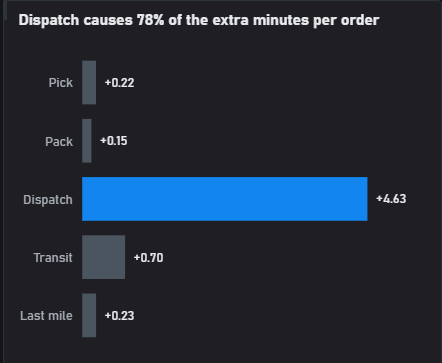 Dispatch causes 78% of the extra minutes per order
Pick +0.22
Pack +0.15
Dispatch +4.63
Transit +0.70
Last mile +0.23